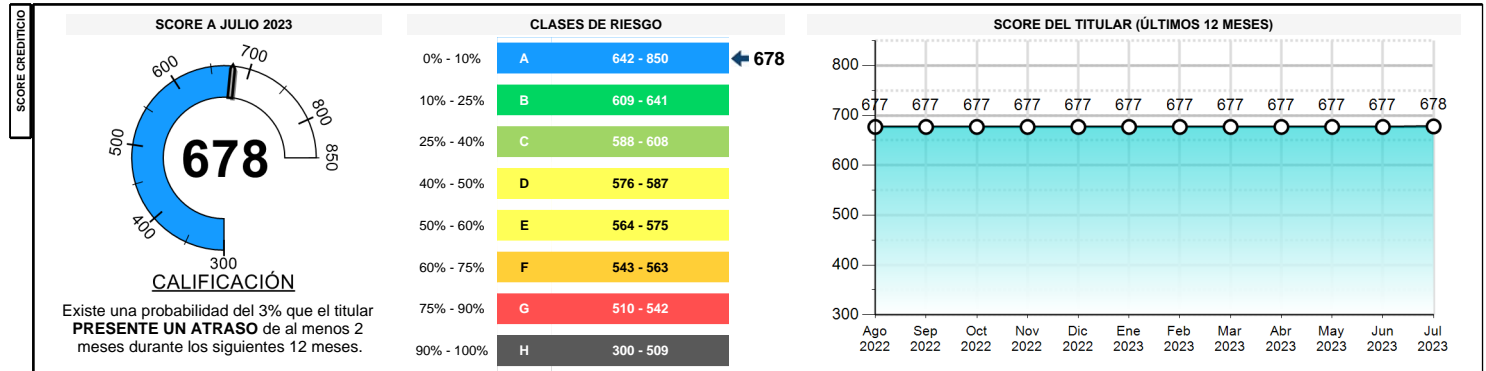 SCORE CREDITICIO
SCORE A JULIO 2023
300
400
500
600
700
800
850
678
CALIFICACIÓN
Existe una probabilidad del 3% que el titular
PRESENTE UN ATRASO de al menos 2
meses durante los siguientes 12 meses.
CLASES DE RIESGO
0% - 10% A 642 - 850 678
10% - 25% B 609 - 641
25% - 40% C 588 - 608
40% - 50% D 576 - 587
50% - 60% E 564 - 575
60% - 75% F 543 - 563
75% - 90% G 510 - 542
90% - 100% H 300 - 509
SCORE DEL TITULAR (ÚLTIMOS 12 MESES)
800
700
600
500
400
300
677 677 677 677 677 677 677 677 677 677 677 678
Ago Sep Oct Nov Dic Ene Feb Mar Abr May Jun Jul
2022 2022 2022 2022 2022 2023 2023 2023 2023 2023 2023 2023